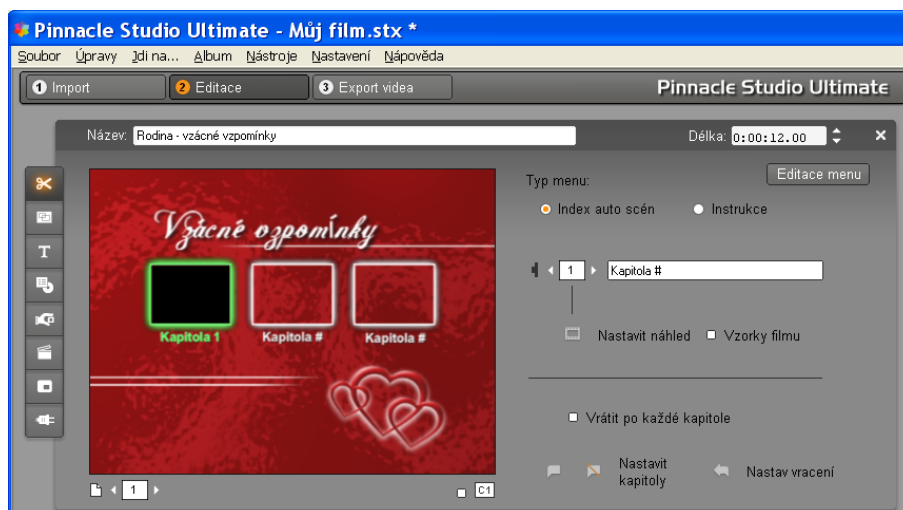 Pinnacle Studio Ultimate - Můj film.stx *
Soubor Úpravy Jdi na... Album Nástroje Nastavení Nápověda
1 Import 2 Editace 3 Export videa Pinnacle Studio Ultimate
Název: Rodina - vzácné vzpomínky Délka: 0:00:12.00
Editace menu
Typ menu:
Index auto scén Instrukce
Vzácné vzpomínky
1 Kapitola #
Kapitola 1 Kapitola # Kapitola #
Nastavit náhled Vzorky filmu
Vrátit po každé kapitole
Nastavit
kapitoly
Nastav vracení
1 C1
T